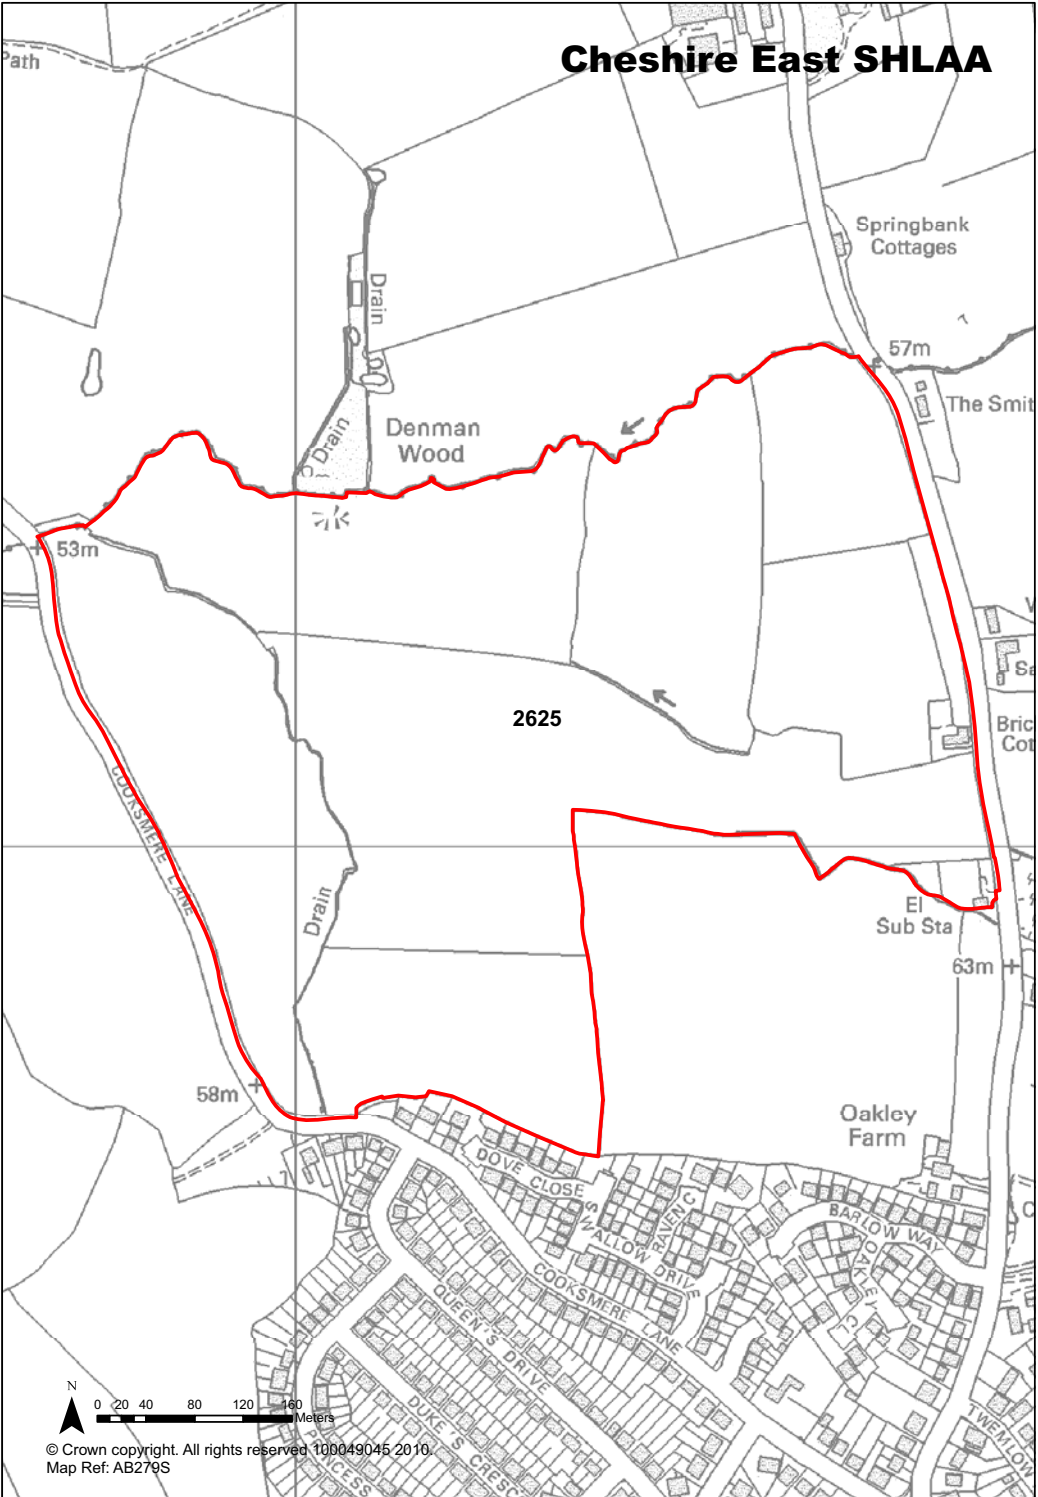 Cheshire East SHLAA
Path
Springbank
Cottages
Drain
57m
The Smit
Denman
Wood
Drain
53m
2625
Bric
Cot
COOKSMERE LANE
Drain
El
Sub Sta
63m
58m
Oakley
Farm
DOVE CLOSE
SWALLOW DRIVE
RAVEN C
BARLOW WAY
OAKLEY
COOKSMERE LANE
QUEEN'S DRIVE
DUKE'S CRESC
PRINCESS
TWEMLOW
N
0 20 40 80 120 160
Meters
© Crown copyright. All rights reserved 100049045 2010.
Map Ref: AB279S